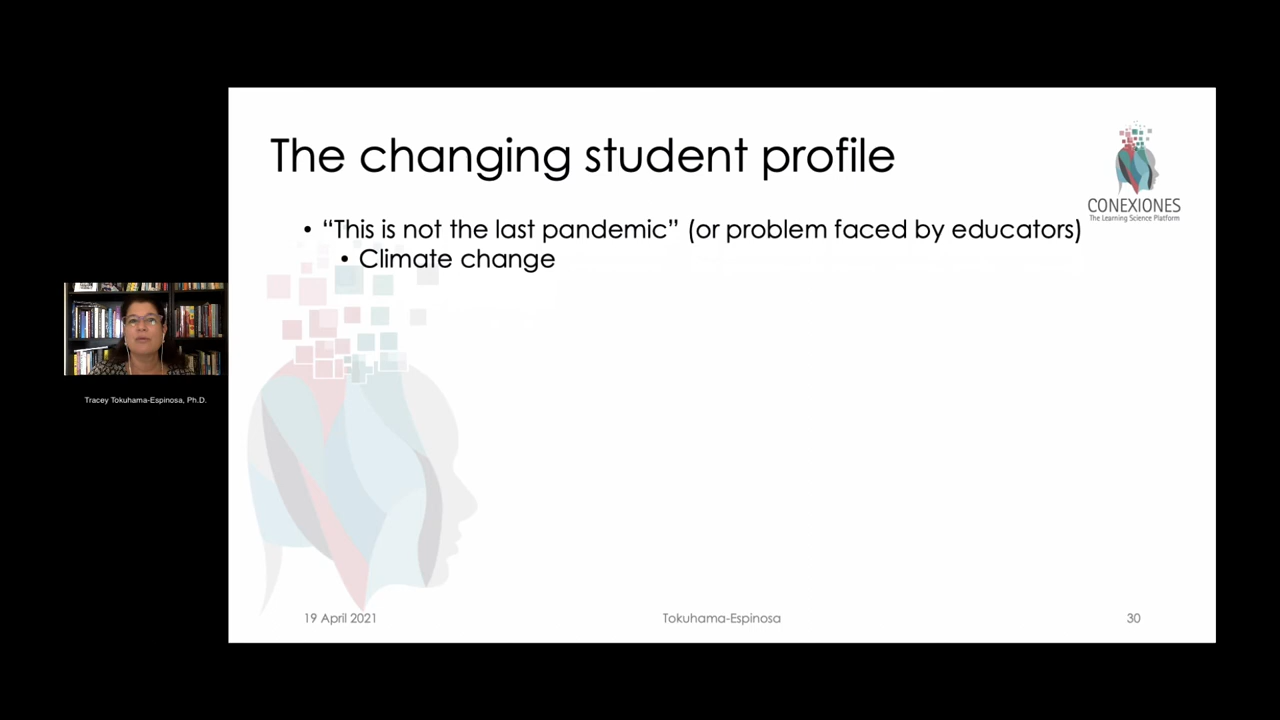 The changing student profile
CONEXIONES
The Learning Science Platform
• “This is not the last pandemic” (or problem faced by educators)
• Climate change
Tracey Tokuhama-Espinosa, Ph.D.
19 April 2021
Tokuhama-Espinosa
30